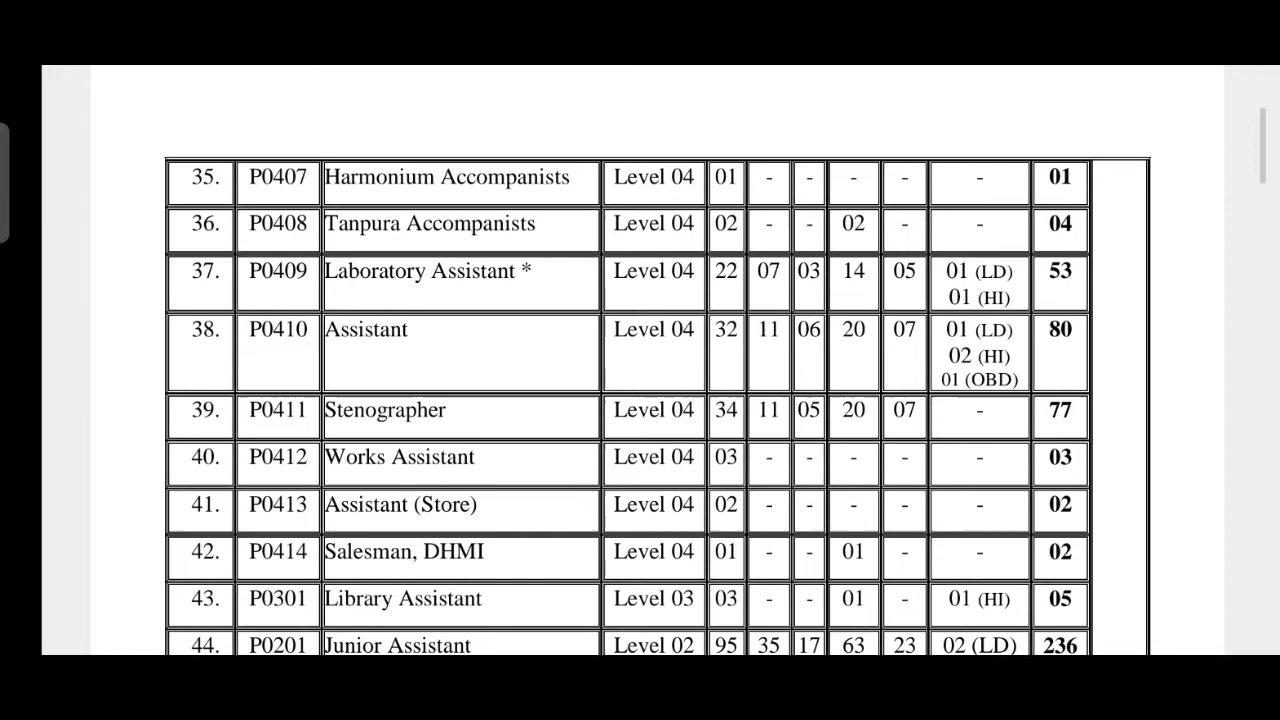 35. P0407 Harmonium Accompanists Level 04 01 - - - - - 01
36. P0408 Tanpura Accompanists Level 04 02 - - 02 - - 04
37. P0409 Laboratory Assistant * Level 04 22 07 03 14 05 01 (LD) 53
01 (HI)
38. P0410 Assistant Level 04 32 11 06 20 07 01 (LD) 80
02 (HI)
01 (OBD)
39. P0411 Stenographer Level 04 34 11 05 20 07 - 77
40. P0412 Works Assistant Level 04 03 - - - - - 03
41. P0413 Assistant (Store) Level 04 02 - - - - - 02
42. P0414 Salesman, DHMI Level 04 01 - - 01 - - 02
43. P0301 Library Assistant Level 03 03 - - 01 - 01 (HI) 05
44. P0201 Junior Assistant Level 02 95 35 17 63 23 02 (LD) 236